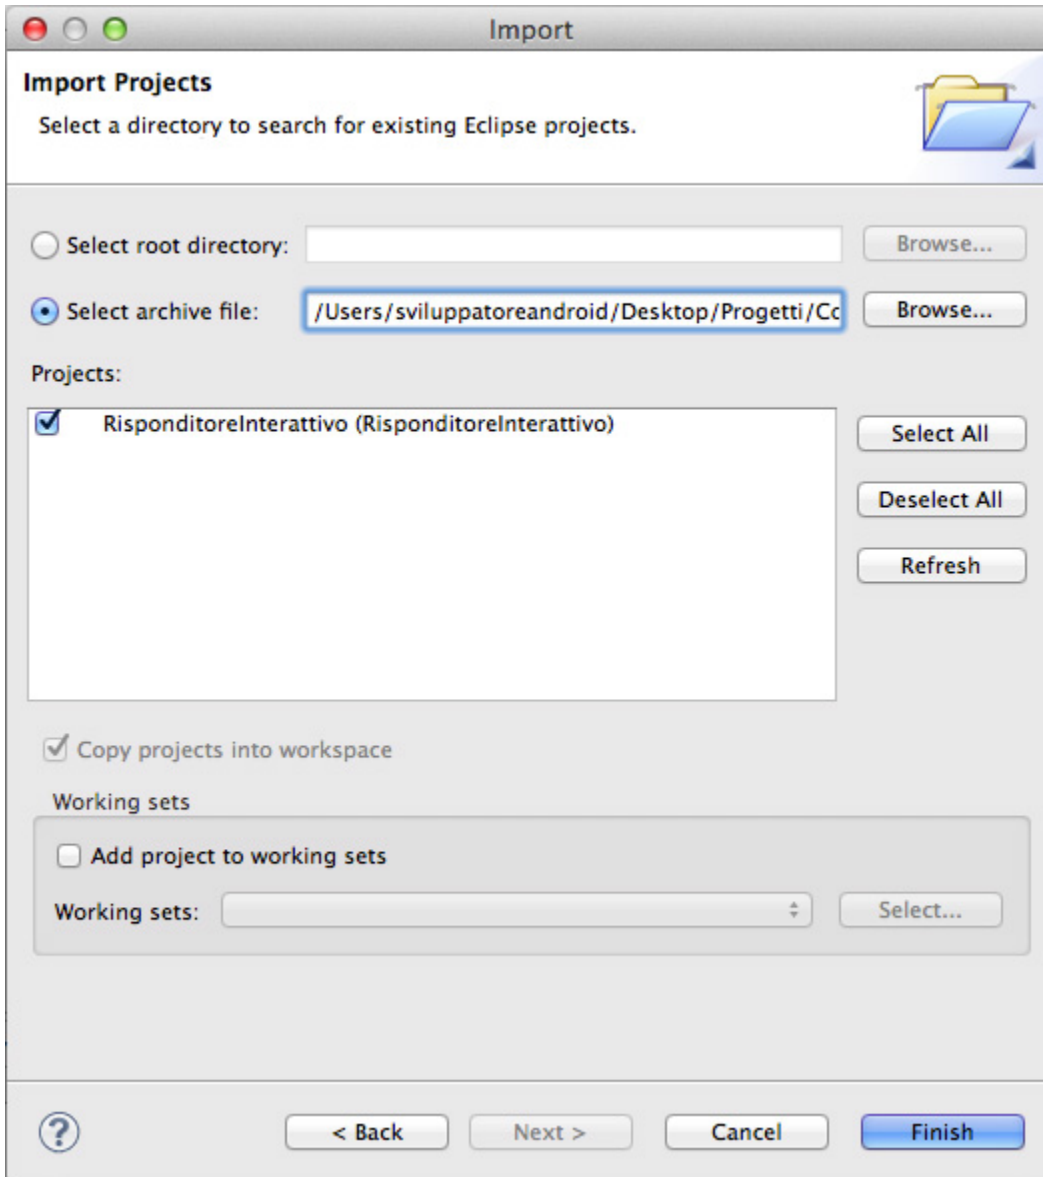 Import
Import Projects
Select a directory to search for existing Eclipse projects.
Select root directory:
Browse...
Select archive file:
/Users/sviluppatoreandroid/Desktop/Progetti/Co
Browse...
Projects:
RisponditoreInterattivo (RisponditoreInterattivo)
Select All
Deselect All
Refresh
Copy projects into workspace
Working sets
Add project to working sets
Working sets:
Select...
?
< Back
Next >
Cancel
Finish